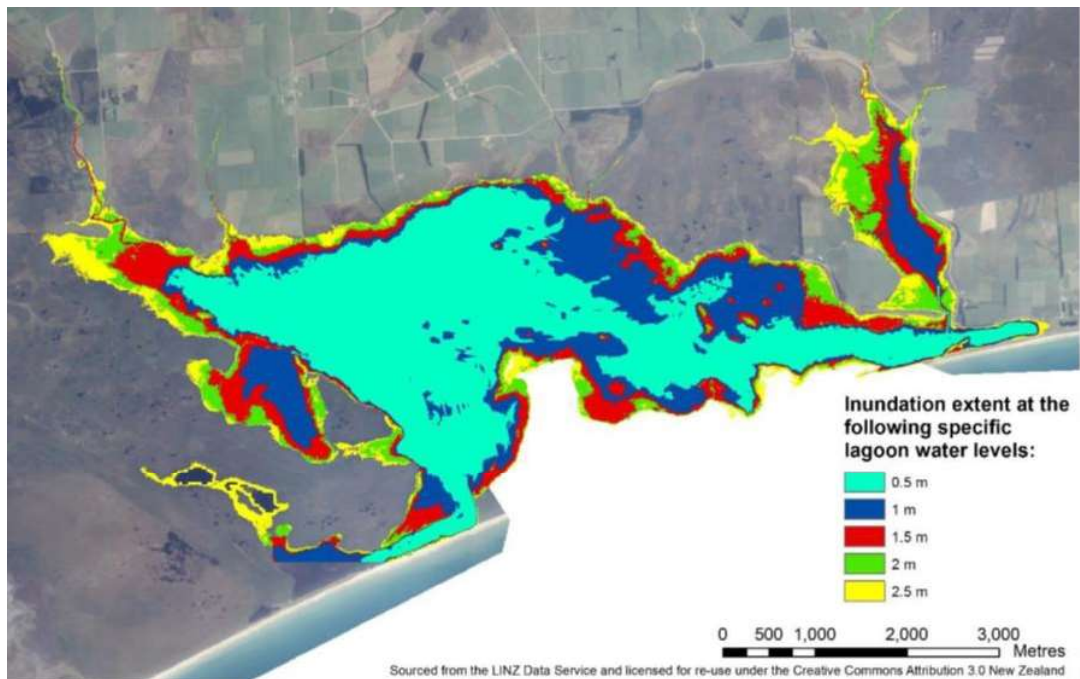 Inundation extent at the
following specific
lagoon water levels:
0.5 m
1 m
1.5 m
2 m
2.5 m
0 500 1,000 2,000 3,000
Metres
Sourced from the LINZ Data Service and licensed for re-use under the Creative Commons Attribution 3.0 New Zealand